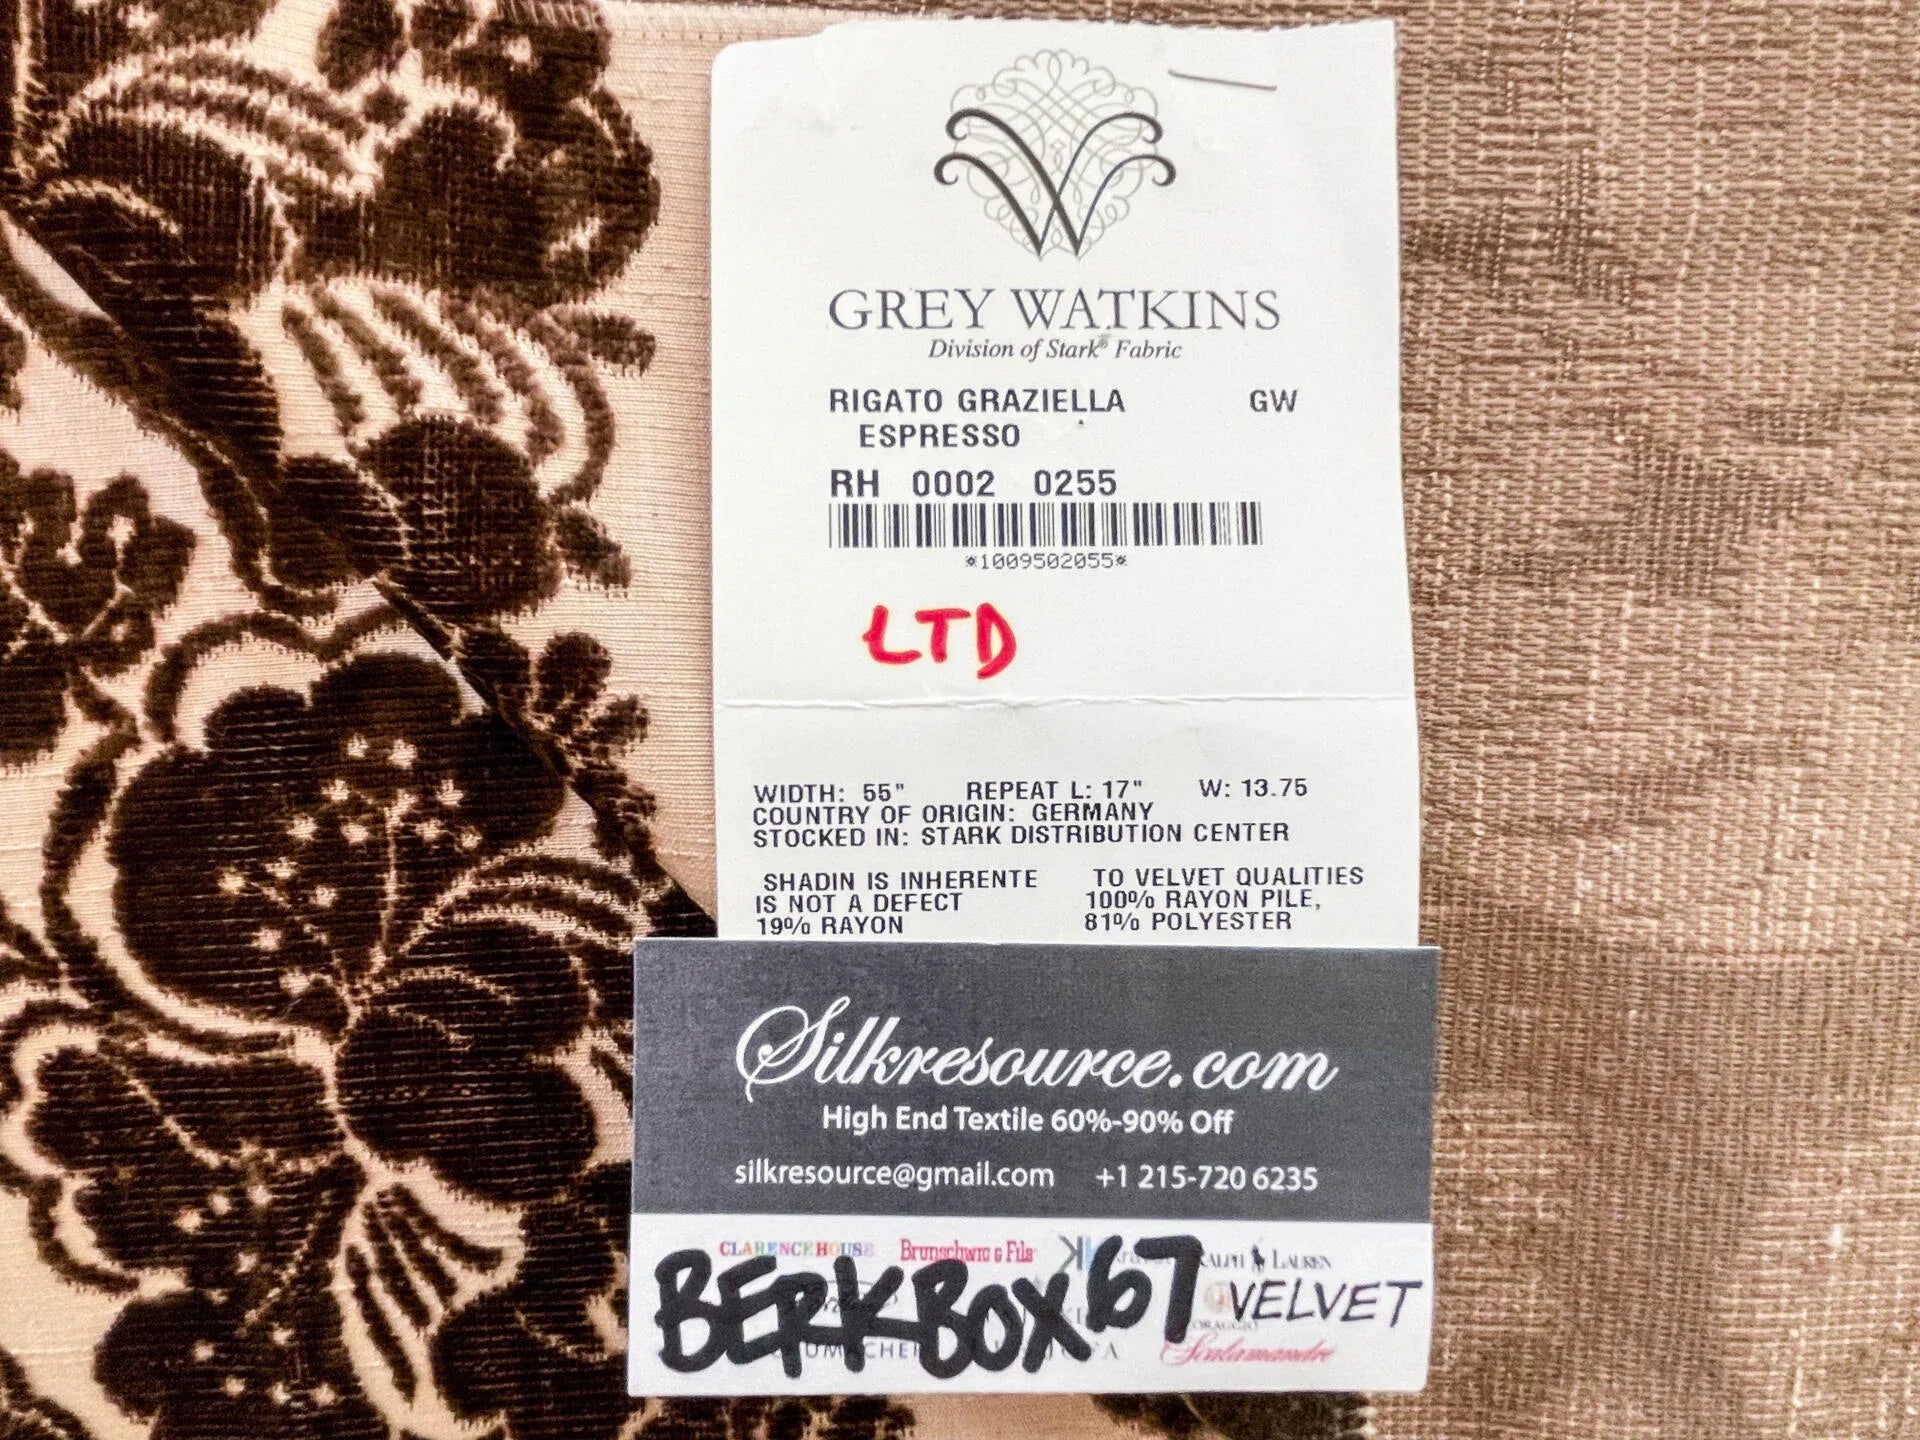 GREY WATKINS
Division of Stark® Fabric
RIGATO GRAZIELLA GW
ESPRESSO
RH 0002 0255
*1009502055*
LTD
WIDTH: 55" REPEAT L: 17" W: 13.75
COUNTRY OF ORIGIN: GERMANY
STOCKED IN: STARK DISTRIBUTION CENTER
SHADIN IS INHERENTE TO VELVET QUALITIES
IS NOT A DEFECT 100% RAYON PILE,
19% RAYON 81% POLYESTER
Silkresource.com
High End Textile 60%-90% Off
silkresource@gmail.com +1 215-720 6235
CLARENCE HOUSE Brunschwig & Fils RALPH LAUREN
BERKBOX67 VELVET
Scalamandre